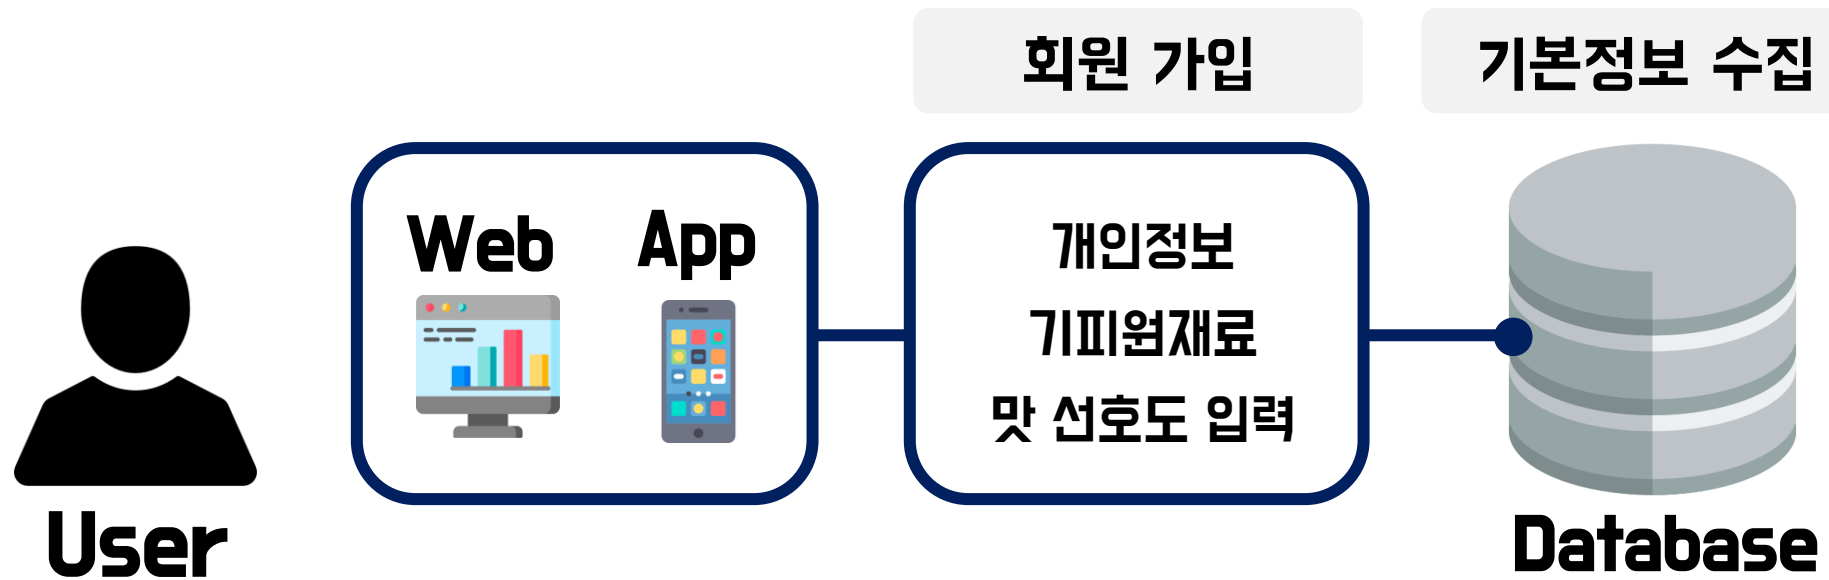 회원 가입
기본정보 수집
Web
App
개인정보
기피원재료
맛 선호도 입력
User
Database